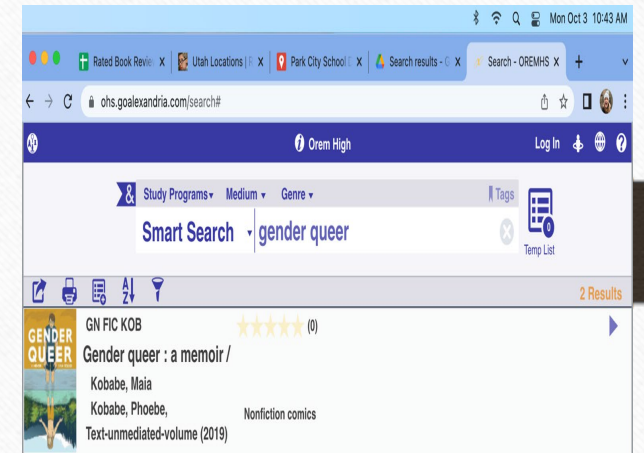 Mon Oct 3 10:43 AM
Rated Book Revie
Utah Locations | R
Park City School D
Search results - G
Search - OREMHS
ohs.goalexandria.com/search#
Orem High
Log In
& Study Programs Medium Genre Tags
Smart Search gender queer
0
Temp List
A
Z
2 Results
GENDER
QUEER
GN FIC KOB (0)
Gender queer : a memoir /
Kobabe, Maia
Kobabe, Phoebe, Nonfiction comics
Text-unmediated-volume (2019)